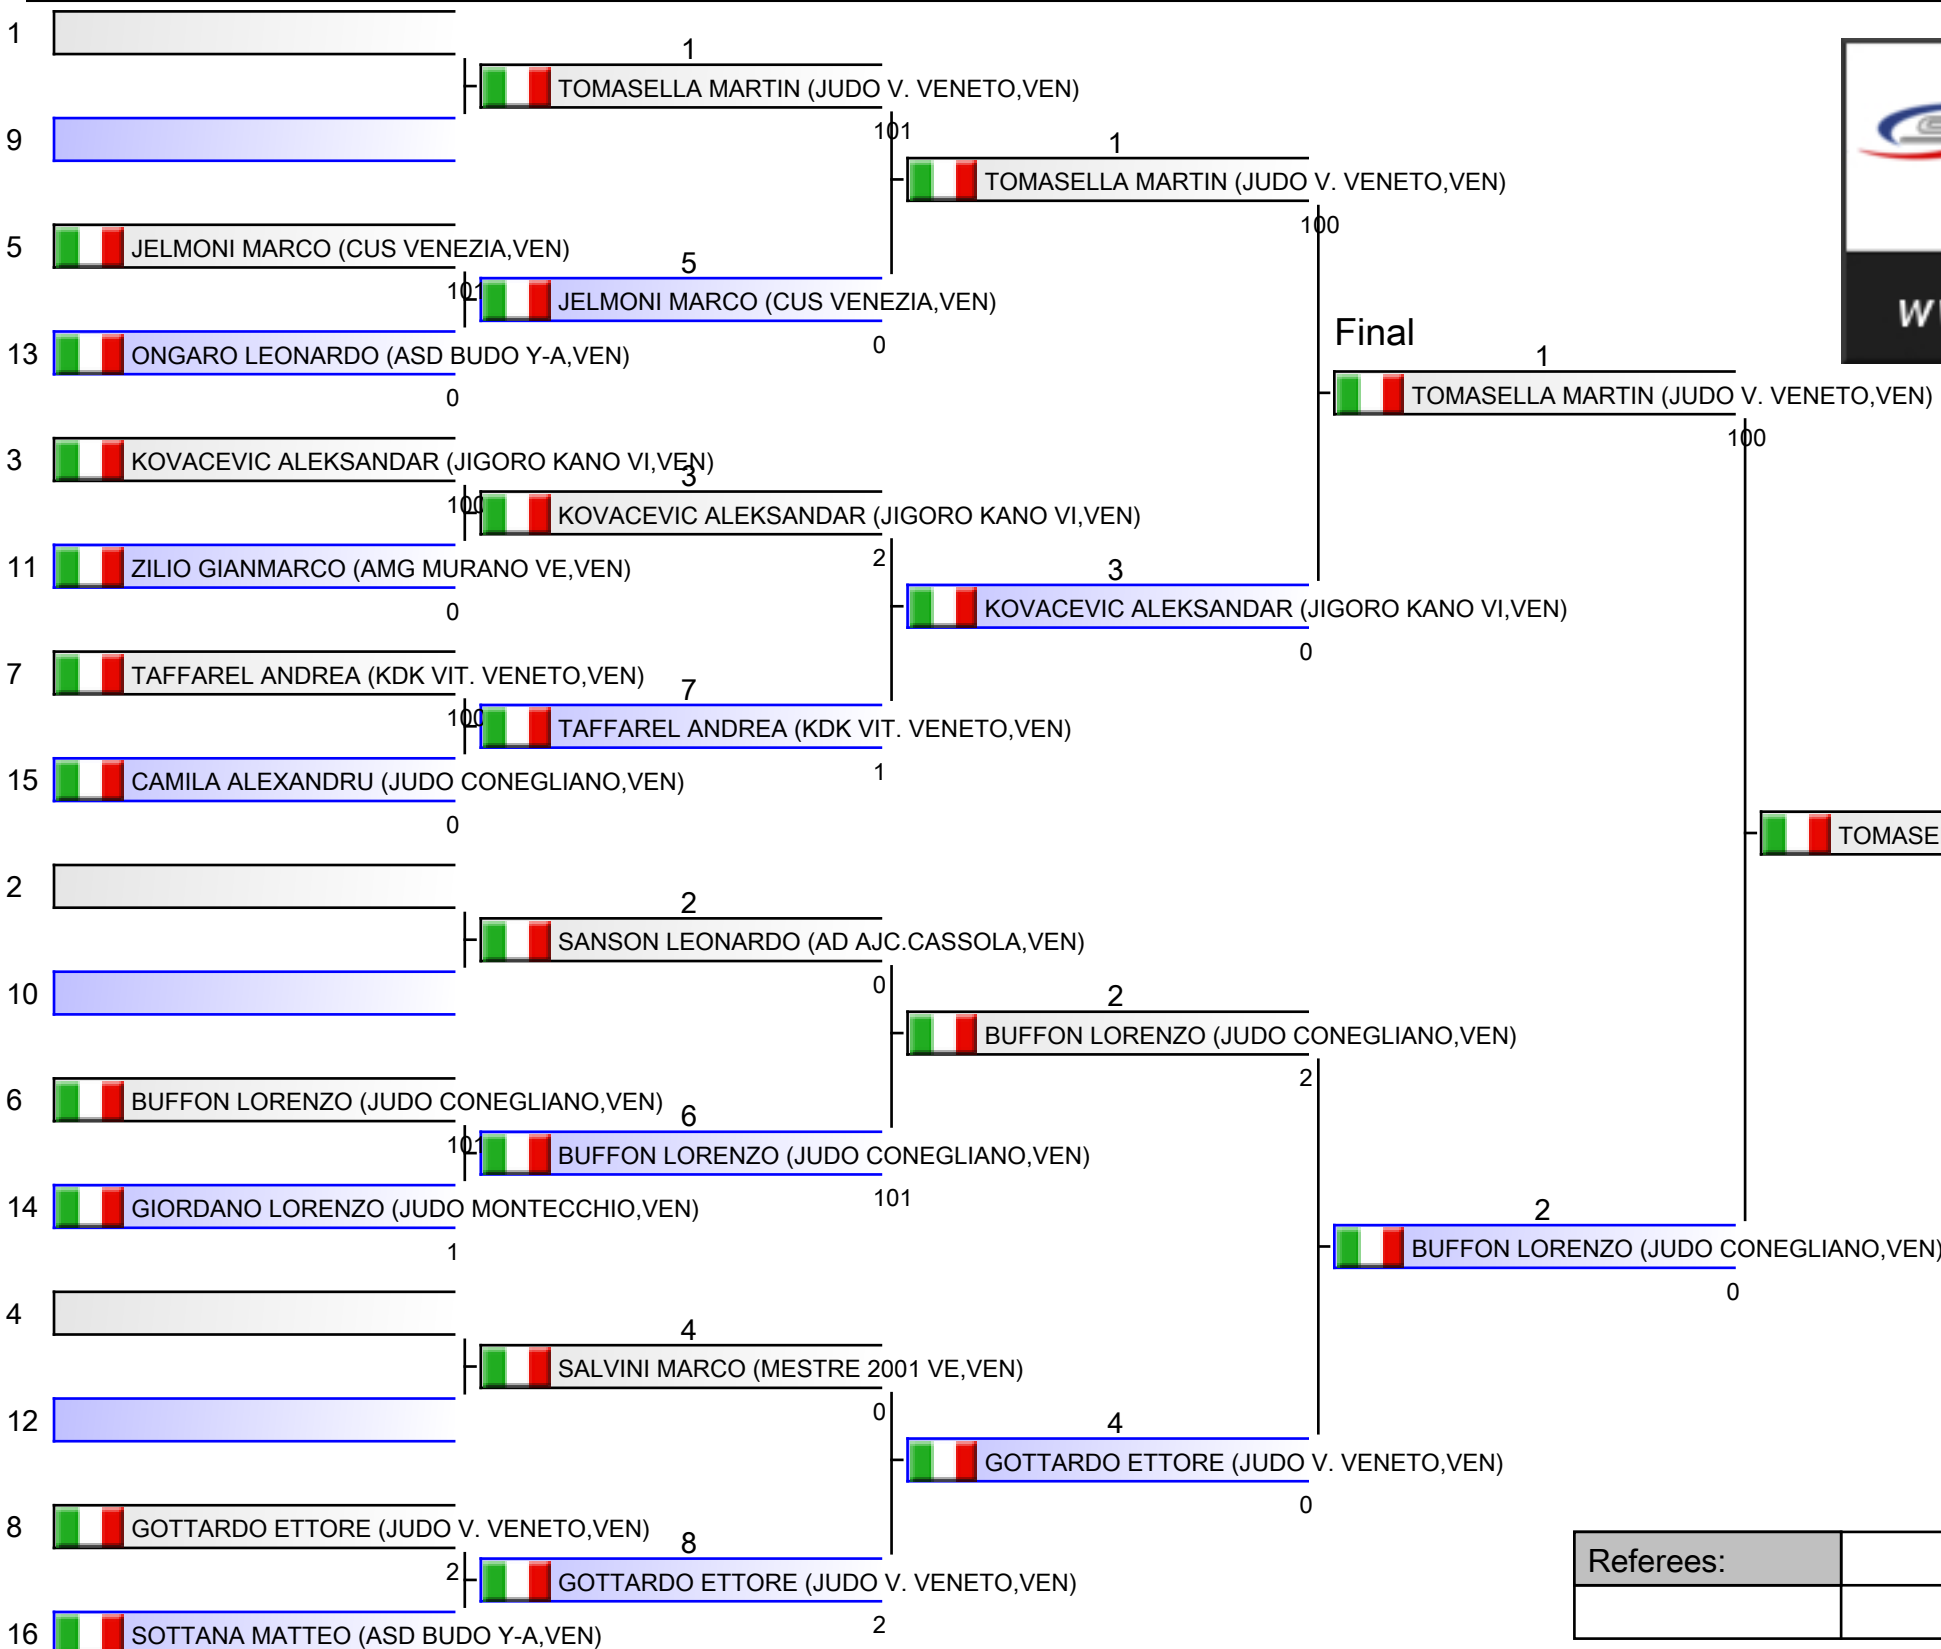 1
1
TOMASELLA MARTIN (JUDO V. VENETO,VEN)
9
101
1
TOMASELLA MARTIN (JUDO V. VENETO,VEN)
100
5
JELMONI MARCO (CUS VENEZIA,VEN)
101
5
JELMONI MARCO (CUS VENEZIA,VEN)
0
13
ONGARO LEONARDO (ASD BUDO Y-A,VEN)
0
Final
1
TOMASELLA MARTIN (JUDO V. VENETO,VEN)
100
3
KOVACEVIC ALEKSANDAR (JIGORO KANO VI,VEN)
100
3
KOVACEVIC ALEKSANDAR (JIGORO KANO VI,VEN)
2
11
ZILIO GIANMARCO (AMG MURANO VE,VEN)
0
3
KOVACEVIC ALEKSANDAR (JIGORO KANO VI,VEN)
0
7
TAFFAREL ANDREA (KDK VIT. VENETO,VEN)
100
7
TAFFAREL ANDREA (KDK VIT. VENETO,VEN)
1
15
CAMILA ALEXANDRU (JUDO CONEGLIANO,VEN)
0
TOMASE
2
2
SANSON LEONARDO (AD AJC.CASSOLA,VEN)
0
10
2
BUFFON LORENZO (JUDO CONEGLIANO,VEN)
2
6
BUFFON LORENZO (JUDO CONEGLIANO,VEN)
101
6
BUFFON LORENZO (JUDO CONEGLIANO,VEN)
101
14
GIORDANO LORENZO (JUDO MONTECCHIO,VEN)
1
2
BUFFON LORENZO (JUDO CONEGLIANO,VEN)
0
4
4
SALVINI MARCO (MESTRE 2001 VE,VEN)
0
12
4
GOTTARDO ETTORE (JUDO V. VENETO,VEN)
0
8
GOTTARDO ETTORE (JUDO V. VENETO,VEN)
2
8
GOTTARDO ETTORE (JUDO V. VENETO,VEN)
2
16
SOTTANA MATTEO (ASD BUDO Y-A,VEN)
Referees: